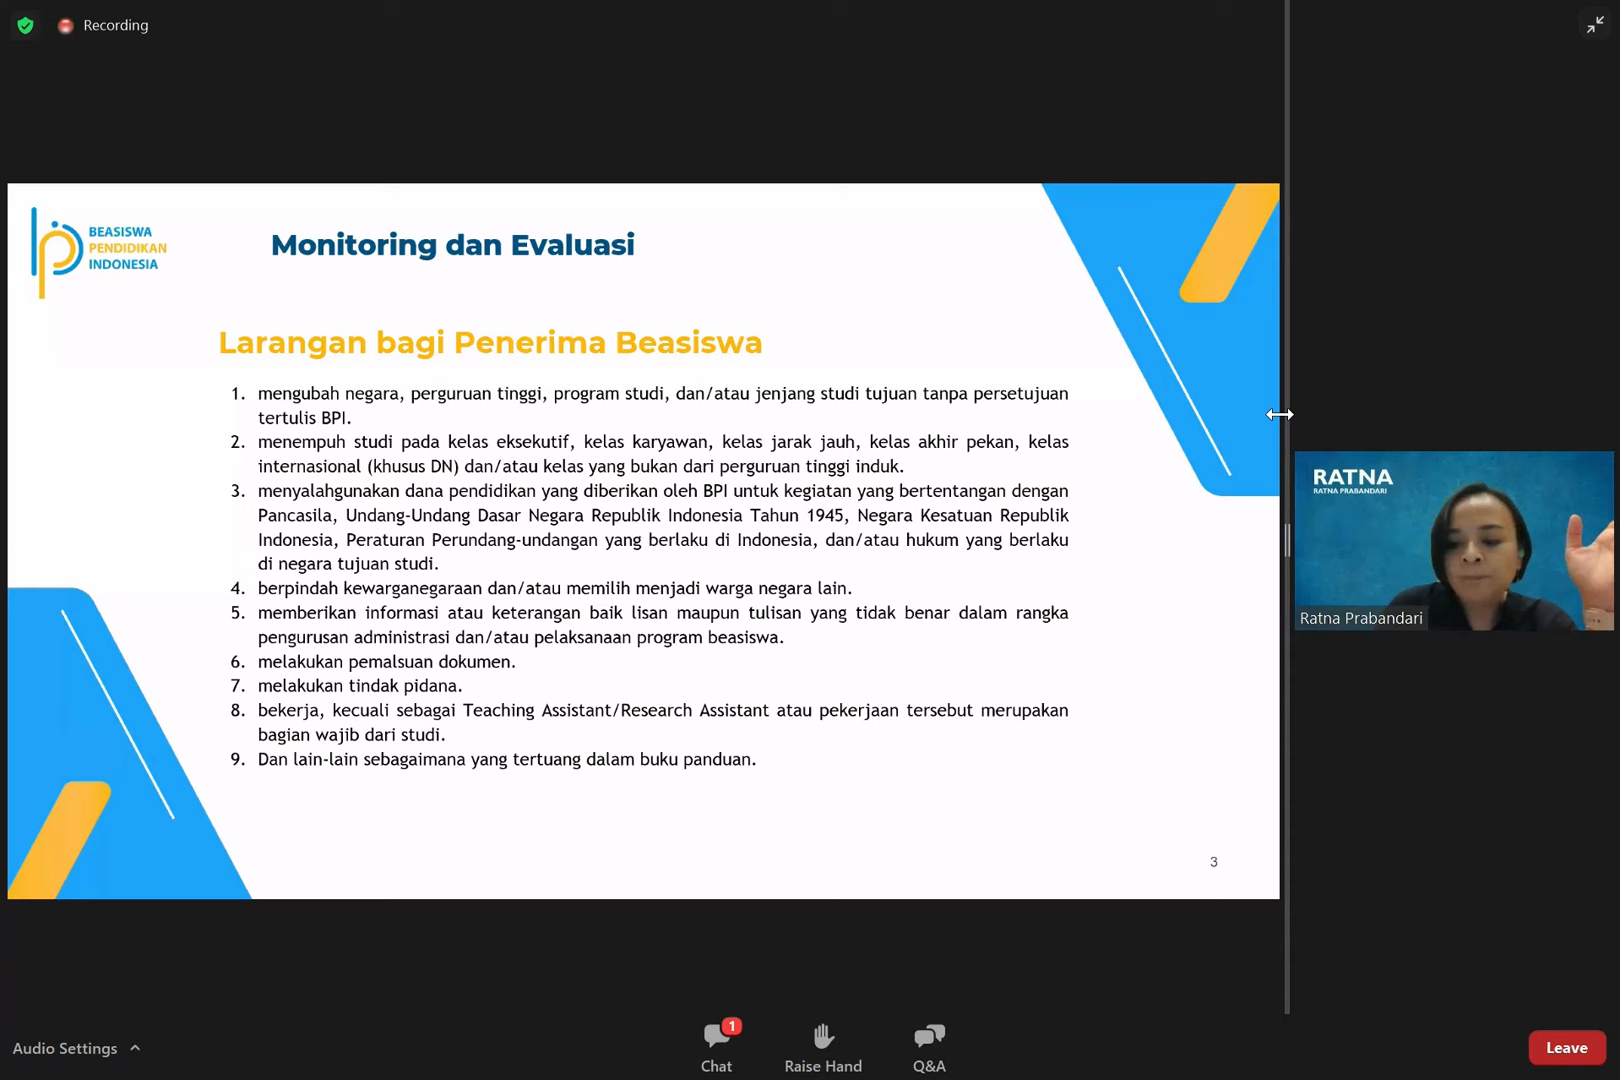 Recording
BEASISWA
PENDIDIKAN
INDONESIA
Monitoring dan Evaluasi
Larangan bagi Penerima Beasiswa
1. mengubah negara, perguruan tinggi, program studi, dan/atau jenjang studi tujuan tanpa persetujuan
tertulis BPI.
2. menempuh studi pada kelas eksekutif, kelas karyawan, kelas jarak jauh, kelas akhir pekan, kelas
internasional (khusus DN) dan/atau kelas yang bukan dari perguruan tinggi induk.
3. menyalahgunakan dana pendidikan yang diberikan oleh BPI untuk kegiatan yang bertentangan dengan
Pancasila, Undang-Undang Dasar Negara Republik Indonesia Tahun 1945, Negara Kesatuan Republik
Indonesia, Peraturan Perundang-undangan yang berlaku di Indonesia, dan/atau hukum yang berlaku
di negara tujuan studi.
4. berpindah kewarganegaraan dan/atau memilih menjadi warga negara lain.
5. memberikan informasi atau keterangan baik lisan maupun tulisan yang tidak benar dalam rangka
pengurusan administrasi dan/atau pelaksanaan program beasiswa.
6. melakukan pemalsuan dokumen.
7. melakukan tindak pidana.
8. bekerja, kecuali sebagai Teaching Assistant/Research Assistant atau pekerjaan tersebut merupakan
bagian wajib dari studi.
9. Dan lain-lain sebagaimana yang tertuang dalam buku panduan.
3
RATNA
RATNA PRABANDARI
Ratna Prabandari
Audio Settings
1
Chat
Raise Hand
Q&A
Leave